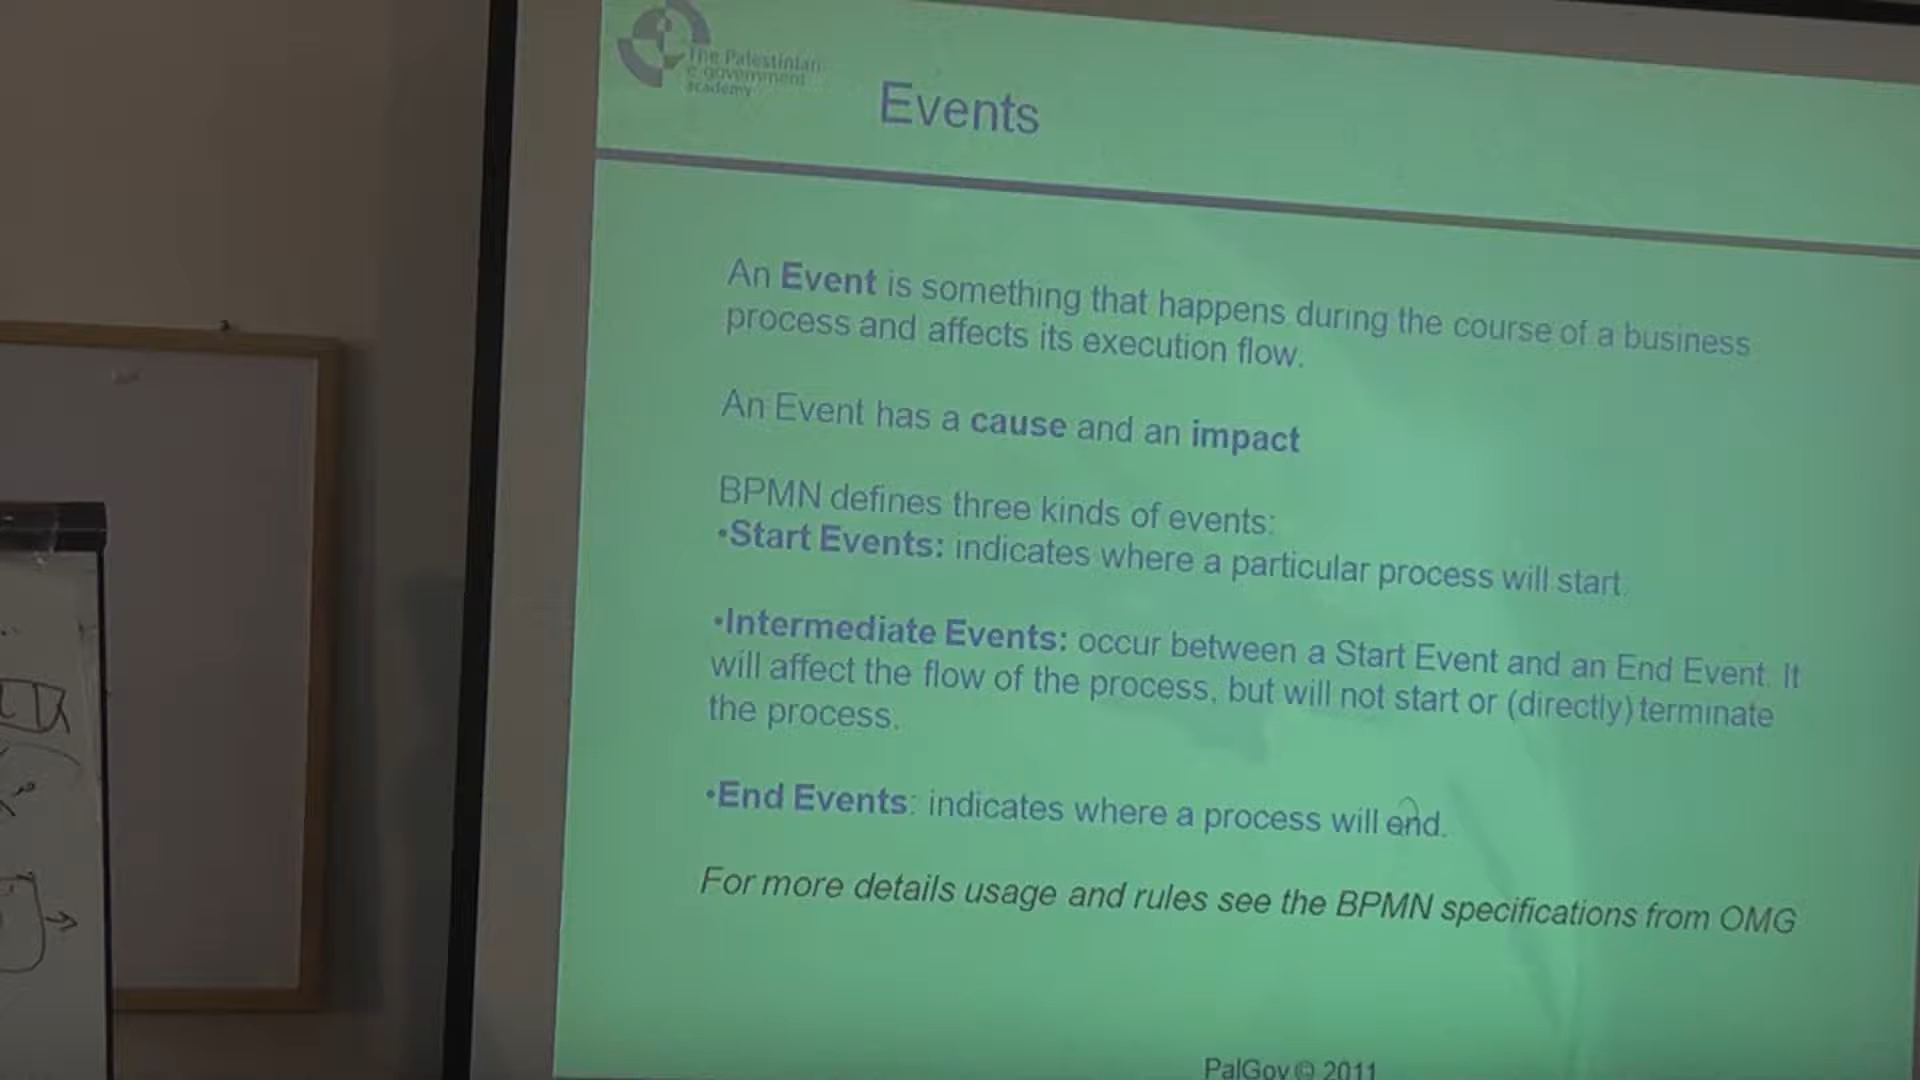 The Palestinian
e-government
academy
Events
An Event is something that happens during the course of a business
process and affects its execution flow.
An Event has a cause and an impact
BPMN defines three kinds of events:
•Start Events: indicates where a particular process will start.
•Intermediate Events: occur between a Start Event and an End Event. It
will affect the flow of the process, but will not start or (directly) terminate
the process.
•End Events: indicates where a process will end.
For more details usage and rules see the BPMN specifications from OMG
PalGov © 2011